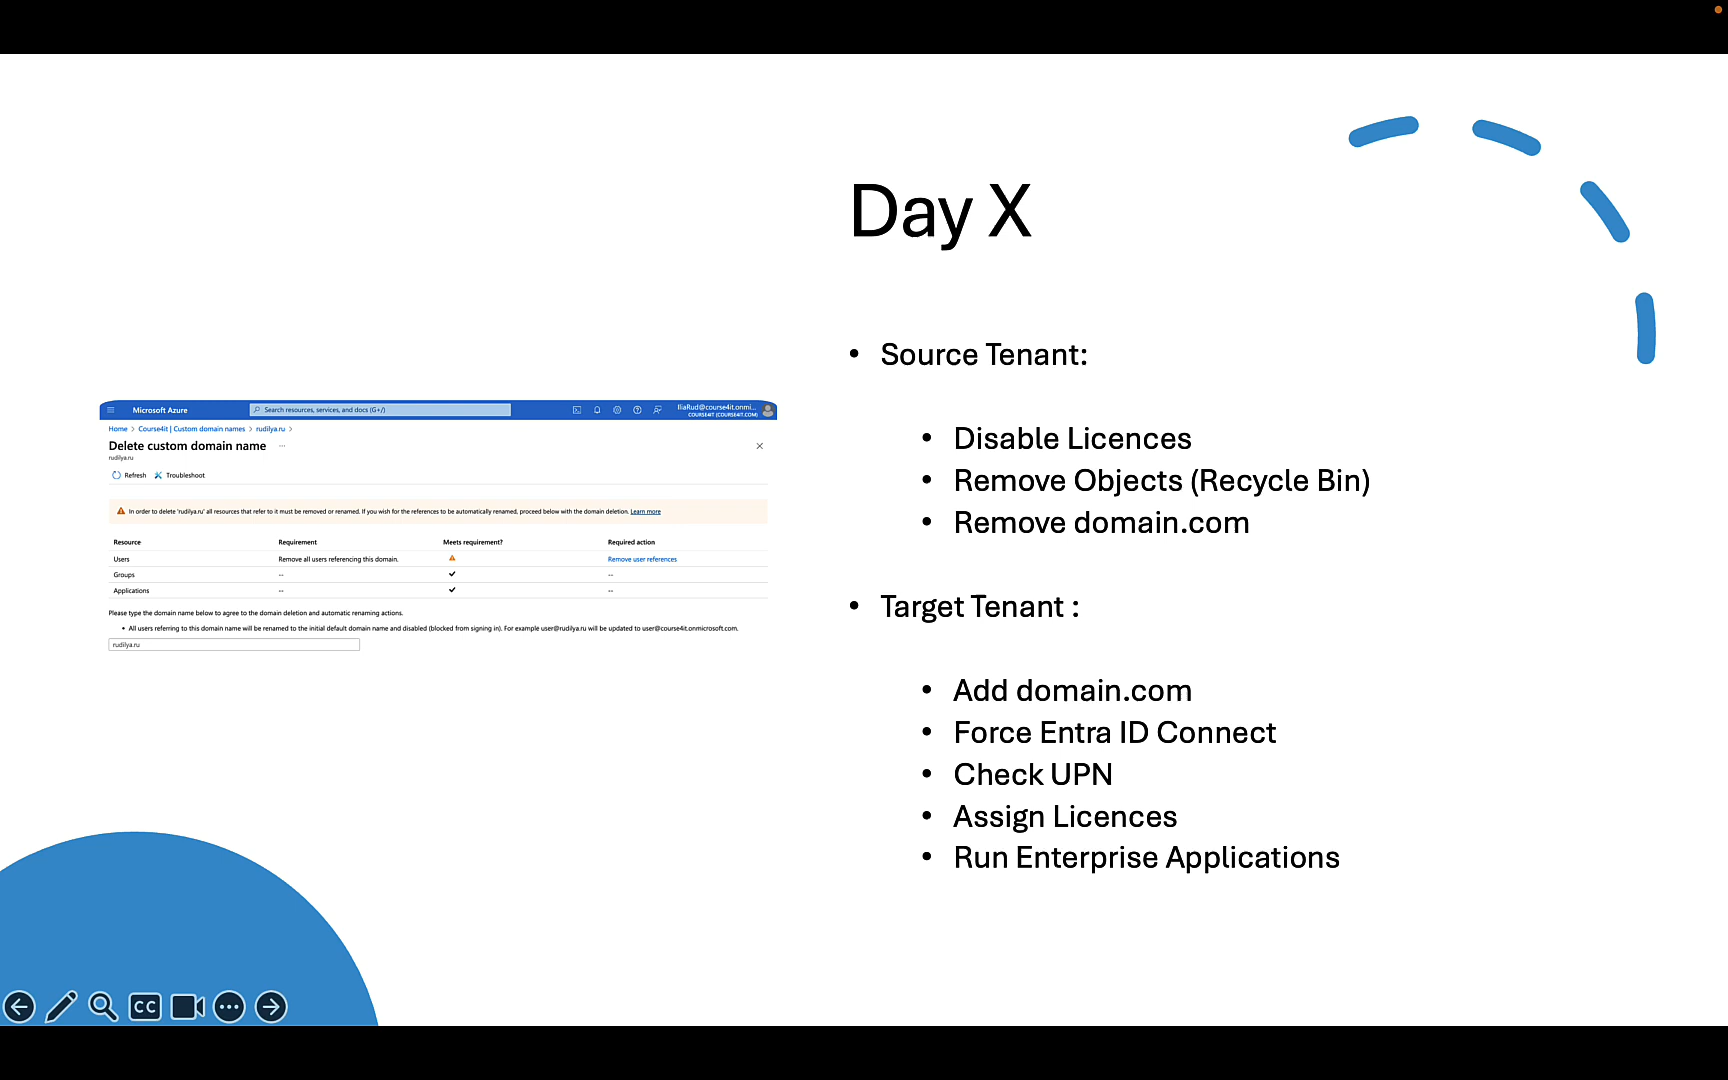 Microsoft Azure
Search resources, services, and docs (G+/)
IliaRud@course4it.onmi...
COURSE4IT (COURSE4IT.COM)
Home > Course4it | Custom domain names > rudilya.ru >
Delete custom domain name ...
rudilya.ru
Refresh Troubleshoot
In order to delete 'rudilya.ru' all resources that refer to it must be removed or renamed. If you wish for the references to be automatically renamed, proceed below with the domain deletion. Learn more
Resource Requirement Meets requirement? Required action
Users Remove all users referencing this domain. Remove user references
Groups -- --
Applications -- --
Please type the domain name below to agree to the domain deletion and automatic renaming actions.
• All users referring to this domain name will be renamed to the initial default domain name and disabled (blocked from signing in). For example user@rudilya.ru will be updated to user@course4it.onmicrosoft.com.
rudilya.ru
Day X
• Source Tenant:
• Disable Licences
• Remove Objects (Recycle Bin)
• Remove domain.com
• Target Tenant :
• Add domain.com
• Force Entra ID Connect
• Check UPN
• Assign Licences
• Run Enterprise Applications
CC